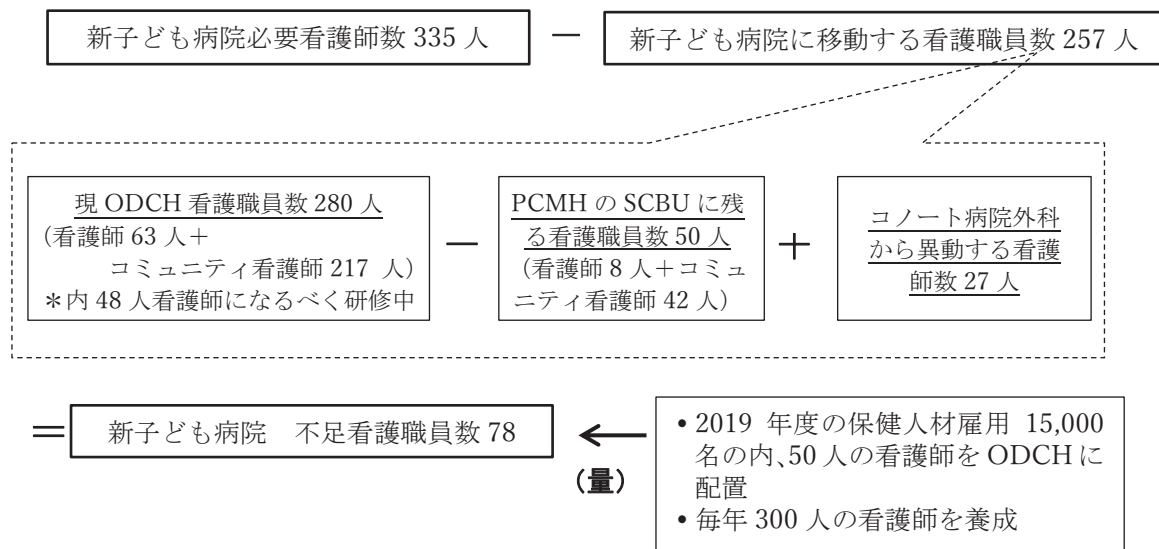 新子ども病院必要看護師数 335 人
－
新子ども病院に移動する看護職員数 257 人
現 ODCH 看護職員数 280 人
(看護師 63 人＋
コミュニティ看護師 217 人)
＊内 48 人看護師になるべく研修中
－
PCMH の SCBU に残
る看護職員数 50 人
(看護師 8 人＋コミュ
ニティ看護師 42 人)
＋
コノート病院外科
から異動する看護
師数 27 人
＝
新子ども病院　不足看護職員数 78
(量)
• 2019 年度の保健人材雇用 15,000
名の内、50 人の看護師を ODCH に
配置
• 毎年 300 人の看護師を養成